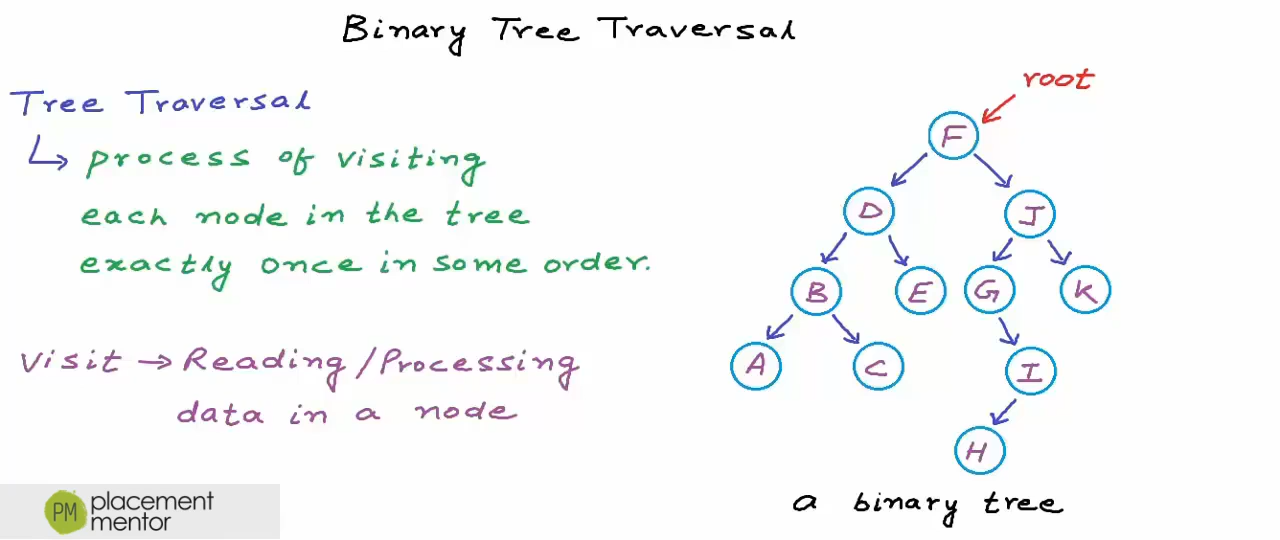 Binary Tree Traversal
Tree Traversal
process of visiting
each node in the tree
exactly once in some order.
Visit → Reading/Processing
data in a node
root
F
D J
B E G K
A C I
H
a binary tree
PM placement
mentor